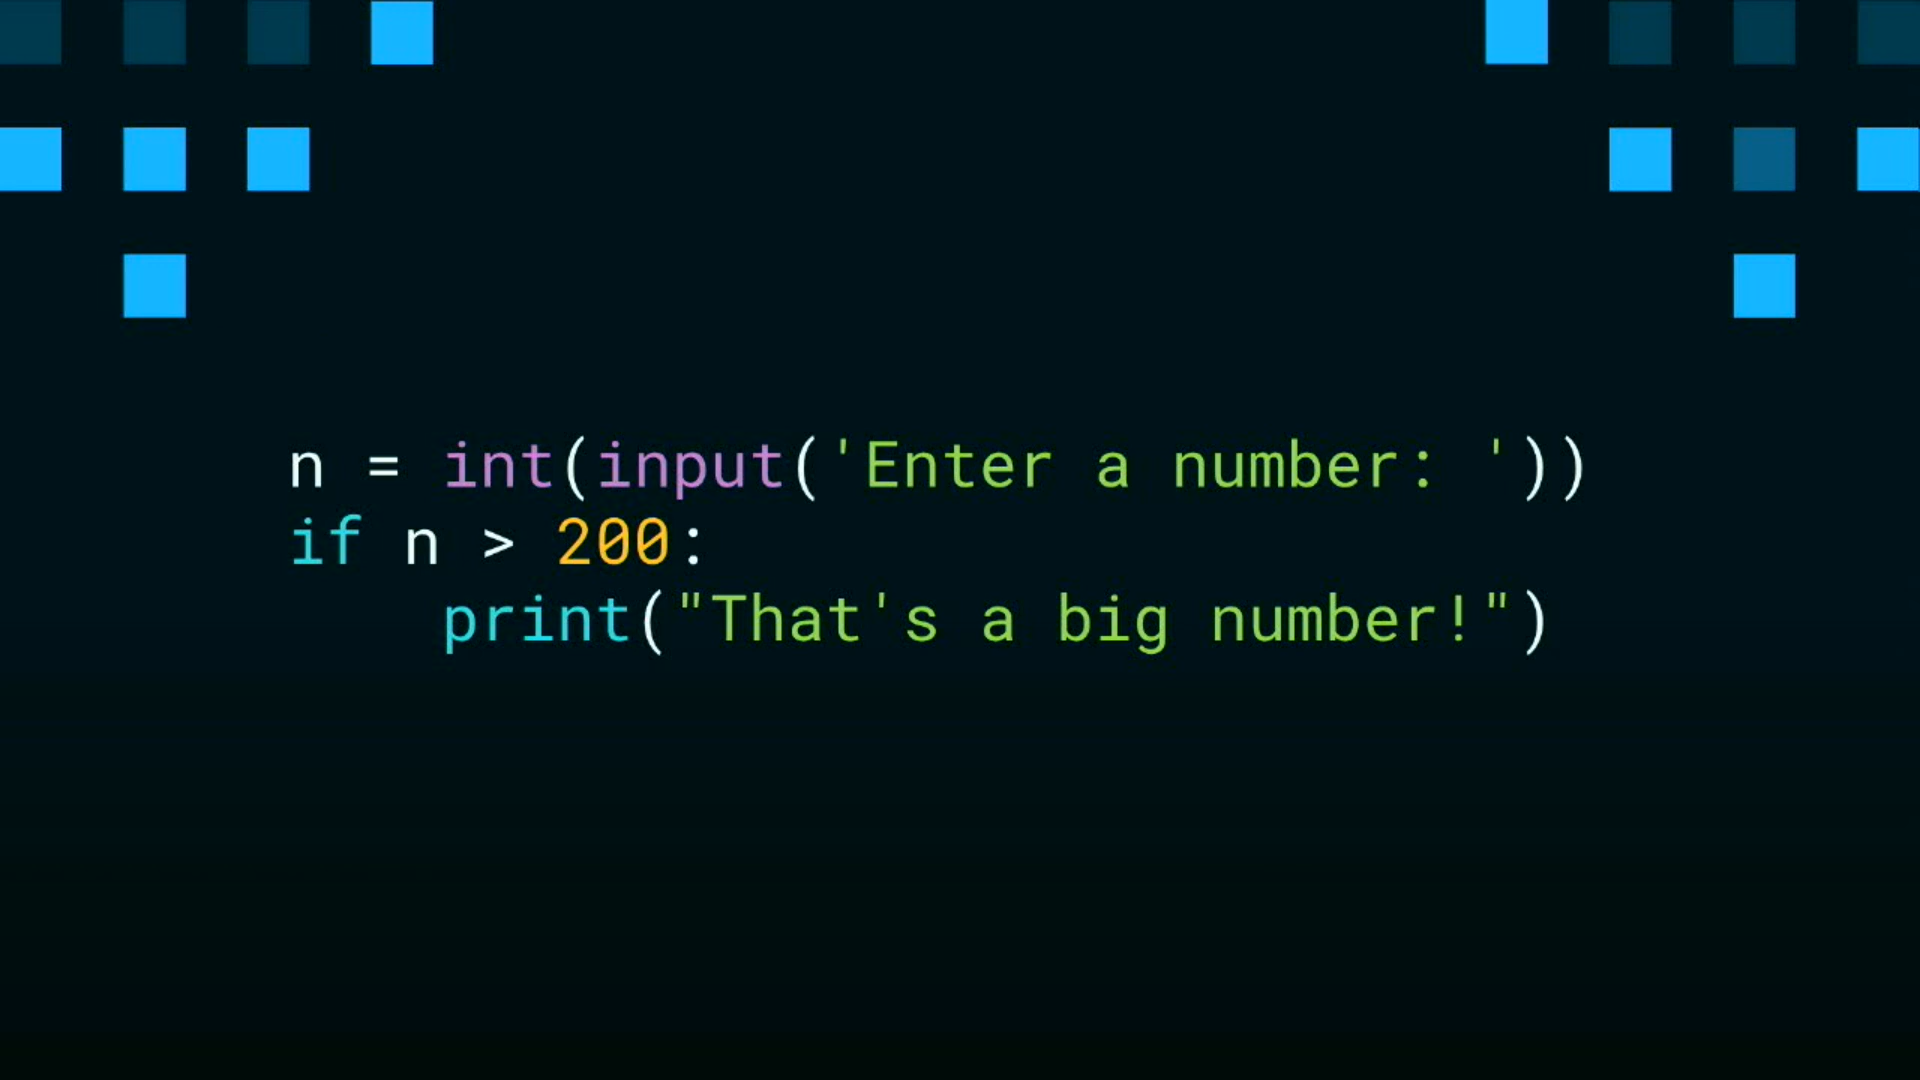 n = int(input('Enter a number: '))
if n > 200:
    print("That's a big number!")